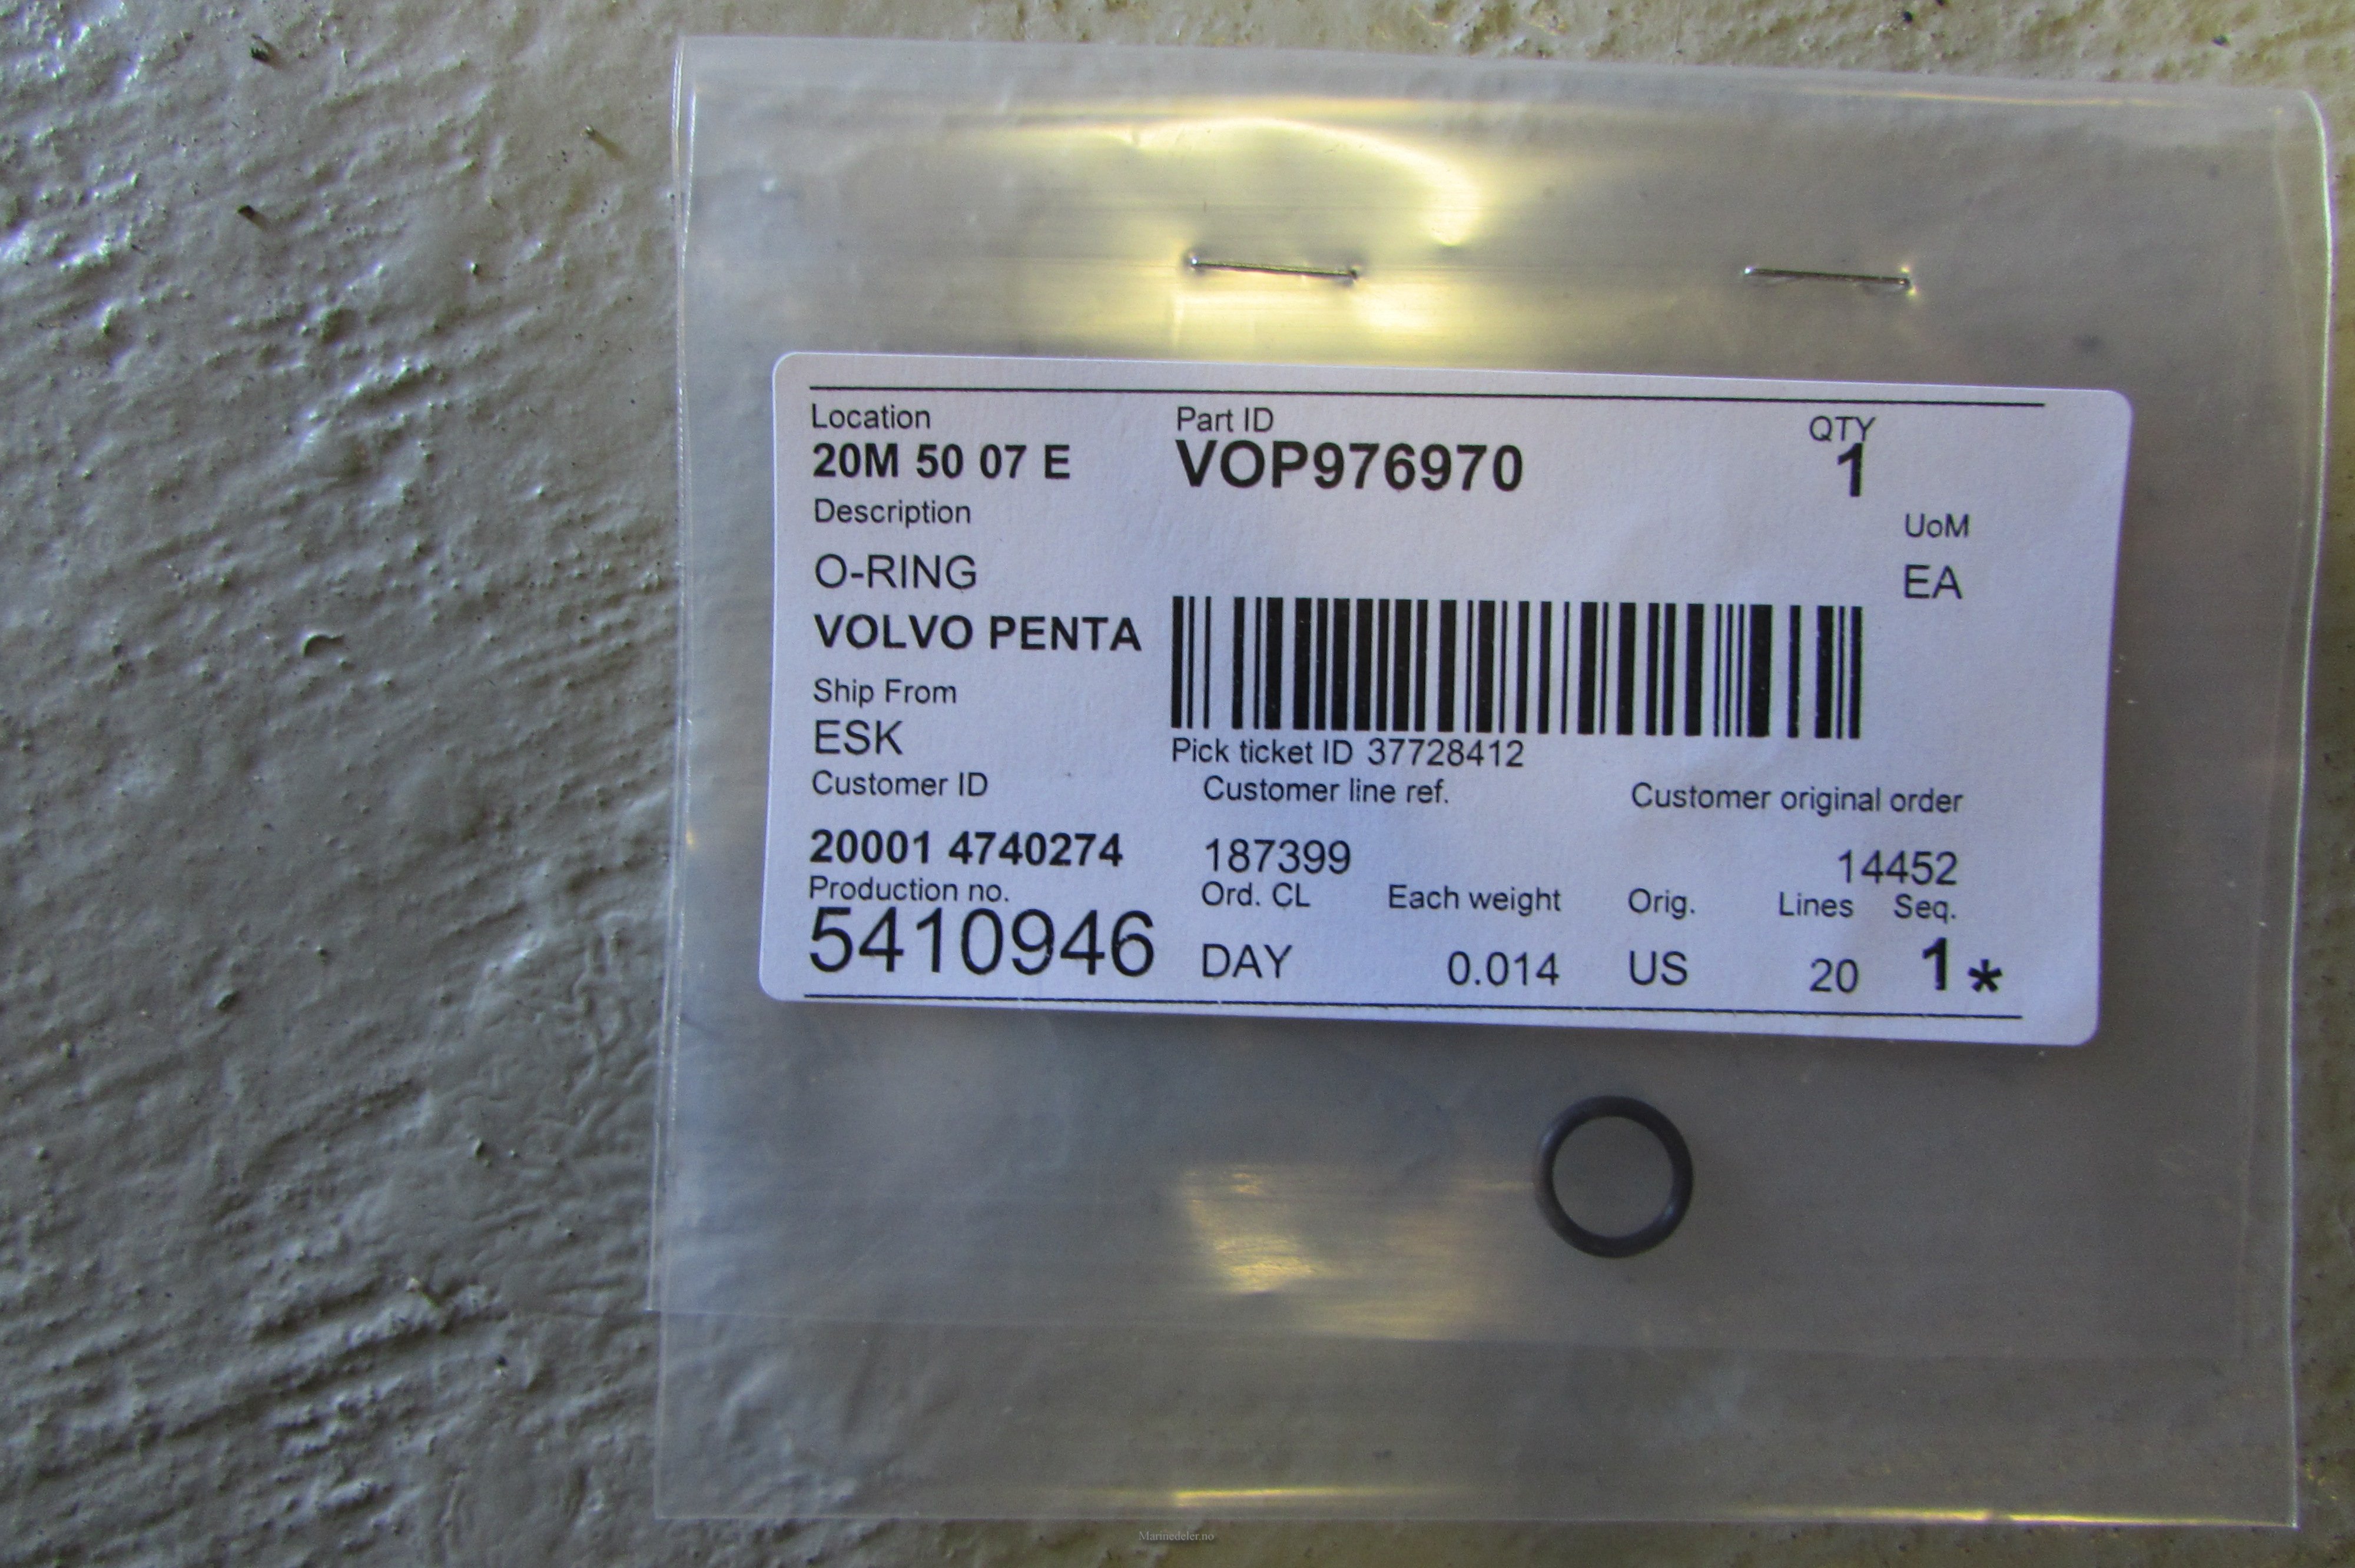 Location Part ID QTY
20M 50 07 E VOP976970 1
Description UoM
O-RING EA
VOLVO PENTA
Ship From
ESK Pick ticket ID 37728412
Customer ID Customer line ref. Customer original order
20001 4740274 187399 14452
Production no. Ord. CL Each weight Orig. Lines Seq.
5410946 DAY 0.014 US 20 1*
Marinedeler.no